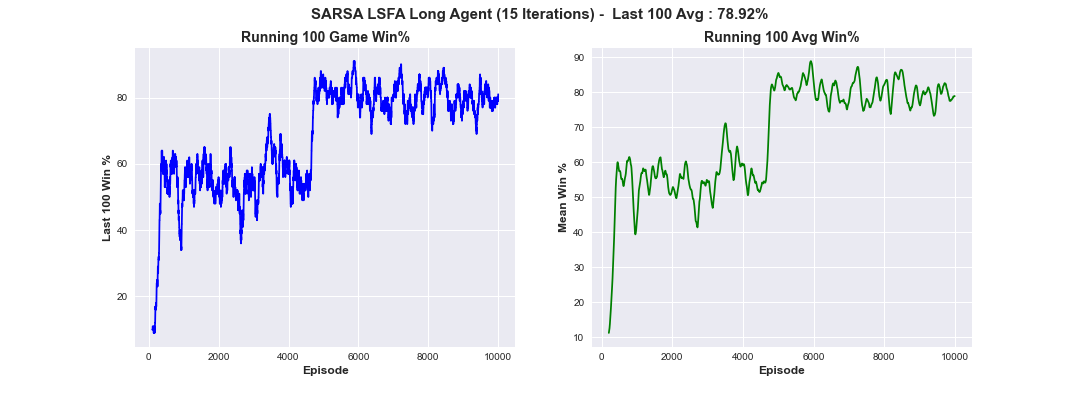 SARSA LSFA Long Agent (15 Iterations) - Last 100 Avg : 78.92%
Running 100 Game Win%
Last 100 Win %
80
60
40
20
0 2000 4000 6000 8000 10000
Episode
Running 100 Avg Win%
Mean Win %
90
80
70
60
50
40
30
20
10
0 2000 4000 6000 8000 10000
Episode